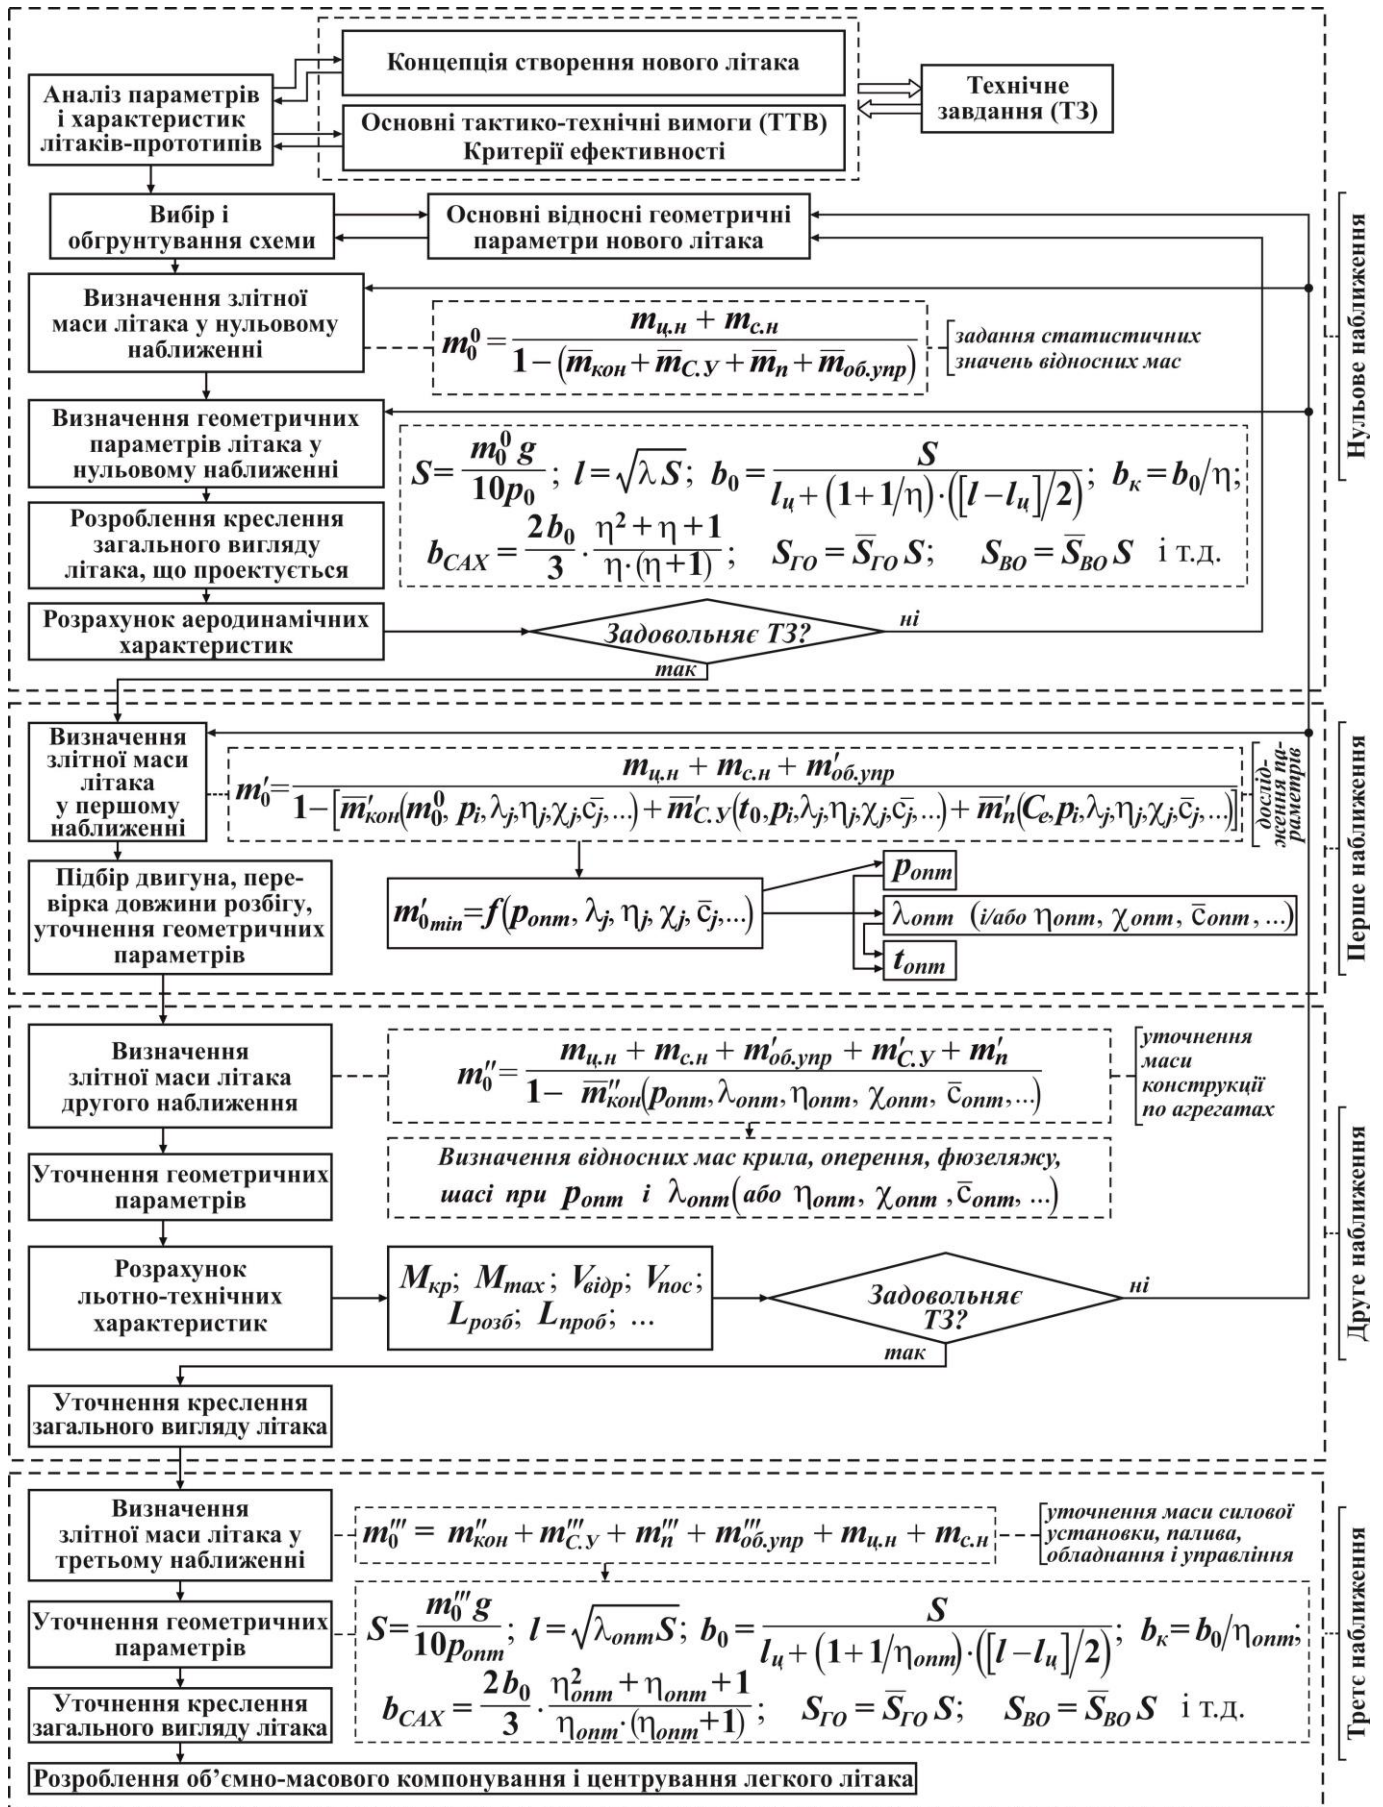 Концепція створення нового літака
Аналіз параметрів
і характеристик
літаків-прототипів
Основні тактико-технічні вимоги (ТТВ)
Критерії ефективності
Технічне
завдання (ТЗ)
Вибір і
обгрунтування схеми
Основні відносні геометричні
параметри нового літака
Визначення злітної
маси літака у нульовому
наближенні
m₀⁰ = (m_ц.н + m_с.н) / (1 − (m̅_кон + m̅_С.У + m̅_п + m̅_об.упр))
задання статистичних
значень відносних мас
Нульове наближення
Визначення геометричних
параметрів літака у
нульовому наближенні
S = m₀⁰ g / 10p₀; l = √(λS); b₀ = S / (l_ц + (1 + 1/η)·([l − l_ц]/2)); b_к = b₀/η;
b_САХ = 2b₀/3 · (η² + η + 1) / (η·(η + 1)); S_ГО = S̅_ГО S; S_ВО = S̅_ВО S і т.д.
Розроблення креслення
загального вигляду
літака, що проектується
Розрахунок аеродинамічних
характеристик
Задовольняє ТЗ?
ні
так
Визначення
злітної маси
літака
у першому
наближенні
m₀′ = (m_ц.н + m_с.н + m′_об.упр) / (1 − [m̅′_кон(m₀⁰, p_i, λ_j, η_j, χ_j, c̅_j,...) + m̅′_С.У(t₀, p_i, λ_j, η_j, χ_j, c̅_j,...) + m̅′_п(C_e, p_i, λ_j, η_j, χ_j, c̅_j,...)])
дослід-
ження па-
раметрів
Перше наближення
Підбір двигуна, пере-
вірка довжини розбігу,
уточнення геометричних
параметрів
m′₀min = f(p_опт, λ_j, η_j, χ_j, c̅_j,...)
p_опт
λ_опт (і/або η_опт, χ_опт, c̅_опт, ...)
t_опт
Визначення
злітної маси літака
другого наближення
m₀″ = (m_ц.н + m_с.н + m′_об.упр + m′_С.У + m′_п) / (1 − m̅″_кон(p_опт, λ_опт, η_опт, χ_опт, c̅_опт,...))
уточнення
маси
конструкції
по агрегатах
Уточнення геометричних
параметрів
Визначення відносних мас крила, оперення, фюзеляжу,
шасі при p_опт і λ_опт(або η_опт, χ_опт, c̅_опт, ...)
Друге наближення
Розрахунок
льотно-технічних
характеристик
M_кр; M_max; V_відр; V_пос;
L_розб; L_проб; ...
Задовольняє
ТЗ?
ні
так
Уточнення креслення
загального вигляду літака
Визначення
злітної маси літака у
третьому наближенні
m₀‴ = m″_кон + m‴_С.У + m‴_п + m‴_об.упр + m_ц.н + m_с.н
уточнення маси силової
установки, палива,
обладнання і управління
Третє наближення
Уточнення геометричних
параметрів
S = m₀‴ g / 10p_опт; l = √(λ_опт S); b₀ = S / (l_ц + (1 + 1/η_опт)·([l − l_ц]/2)); b_к = b₀/η_опт;
b_САХ = 2b₀/3 · (η²_опт + η_опт + 1) / (η_опт·(η_опт + 1)); S_ГО = S̅_ГО S; S_ВО = S̅_ВО S і т.д.
Уточнення креслення
загального вигляду літака
Розроблення об’ємно-масового компонування і центрування легкого літака